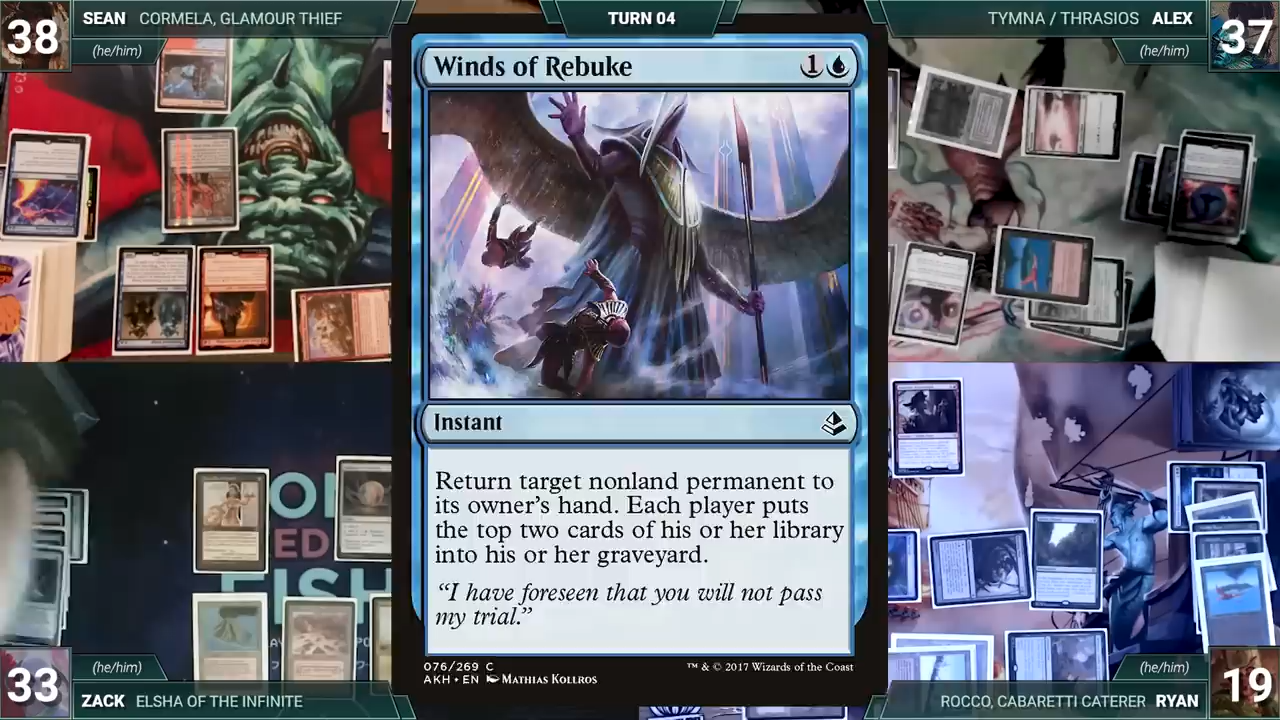 38
SEAN CORMELA, GLAMOUR THIEF
(he/him)
TURN 04
TYMNA / THRASIOS ALEX
(he/him)
37
Winds of Rebuke
1
Instant
Return target nonland permanent to
its owner's hand. Each player puts
the top two cards of his or her library
into his or her graveyard.
“I have foreseen that you will not pass
my trial.”
076/269 C
AKH • EN Mathias Kollros
™ & © 2017 Wizards of the Coast
33
(he/him)
ZACK ELSHA OF THE INFINITE
(he/him)
ROCCO, CABARETTI CATERER RYAN
19